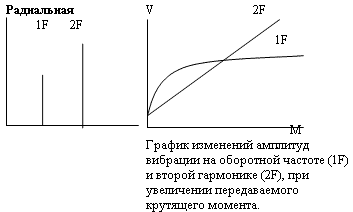 Радиальная
1F 2F
V
2F
1F
M
График изменений амплитуд
вибрации на оборотной частоте (1F)
и второй гармонике (2F), при
увеличении передаваемого
крутящего момента.